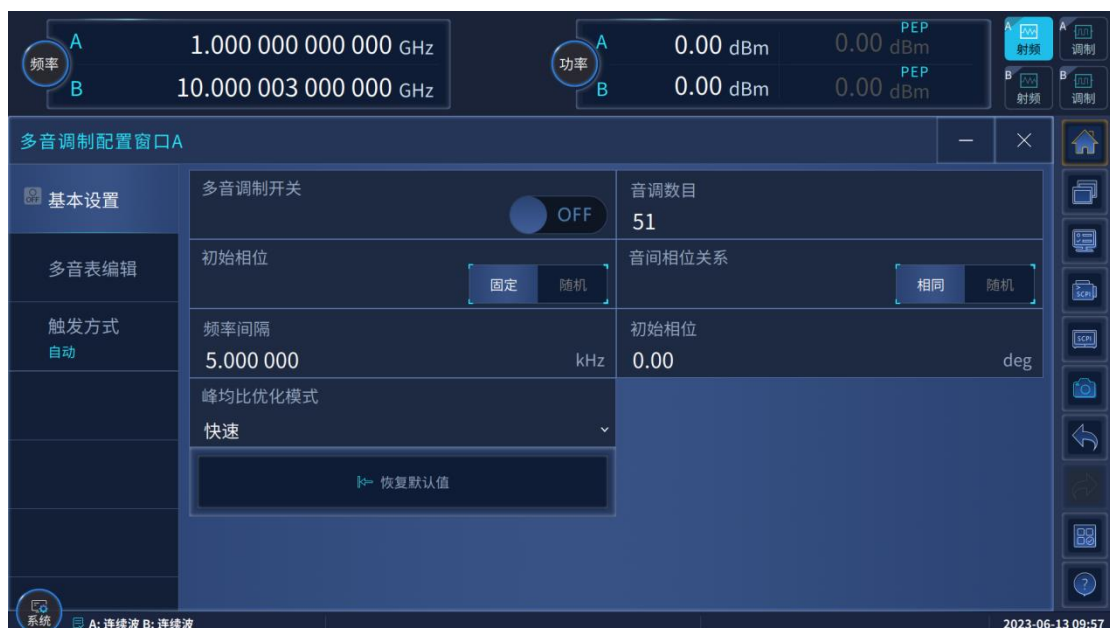 频率
A 1.000 000 000 000 GHz
B 10.000 003 000 000 GHz
功率
A 0.00 dBm PEP 0.00 dBm
B 0.00 dBm PEP 0.00 dBm
A 射频
A 调制
B 射频
B 调制
多音调制配置窗口A
OFF 基本设置
多音表编辑
触发方式
自动
多音调制开关
OFF
音调数目
51
初始相位
固定 随机
音间相位关系
相同 随机
频率间隔
5.000 000 kHz
初始相位
0.00 deg
峰均比优化模式
快速
恢复默认值
SCPI
SCPI
?
系统
A: 连续波 B: 连续波
2023-06-13 09:57